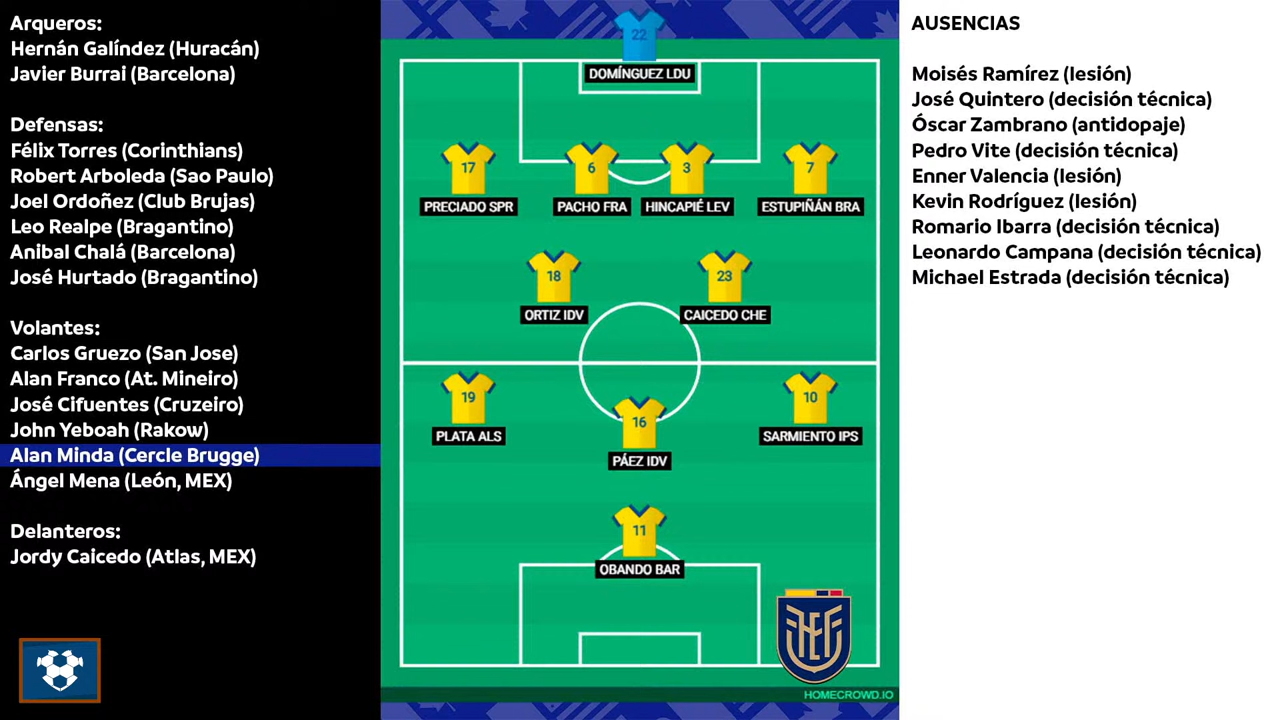 Arqueros:
Hernán Galíndez (Huracán)
Javier Burrai (Barcelona)
Defensas:
Félix Torres (Corinthians)
Robert Arboleda (Sao Paulo)
Joel Ordoñez (Club Brujas)
Leo Realpe (Bragantino)
Anibal Chalá (Barcelona)
José Hurtado (Bragantino)
Volantes:
Carlos Gruezo (San Jose)
Alan Franco (At. Mineiro)
José Cifuentes (Cruzeiro)
John Yeboah (Rakow)
Alan Minda (Cercle Brugge)
Ángel Mena (León, MEX)
Delanteros:
Jordy Caicedo (Atlas, MEX)
22
DOMÍNGUEZ LDU
17 6 3 7
PRECIADO SPR PACHO FRA HINCAPIÉ LEV ESTUPIÑÁN BRA
18 23
ORTIZ IDV CAICEDO CHE
19 10
PLATA ALS SARMIENTO IPS
16
PÁEZ IDV
11
OBANDO BAR
FEF
HOMECROWD.IO
AUSENCIAS
Moisés Ramírez (lesión)
José Quintero (decisión técnica)
Óscar Zambrano (antidopaje)
Pedro Vite (decisión técnica)
Enner Valencia (lesión)
Kevin Rodríguez (lesión)
Romario Ibarra (decisión técnica)
Leonardo Campana (decisión técnica)
Michael Estrada (decisión técnica)